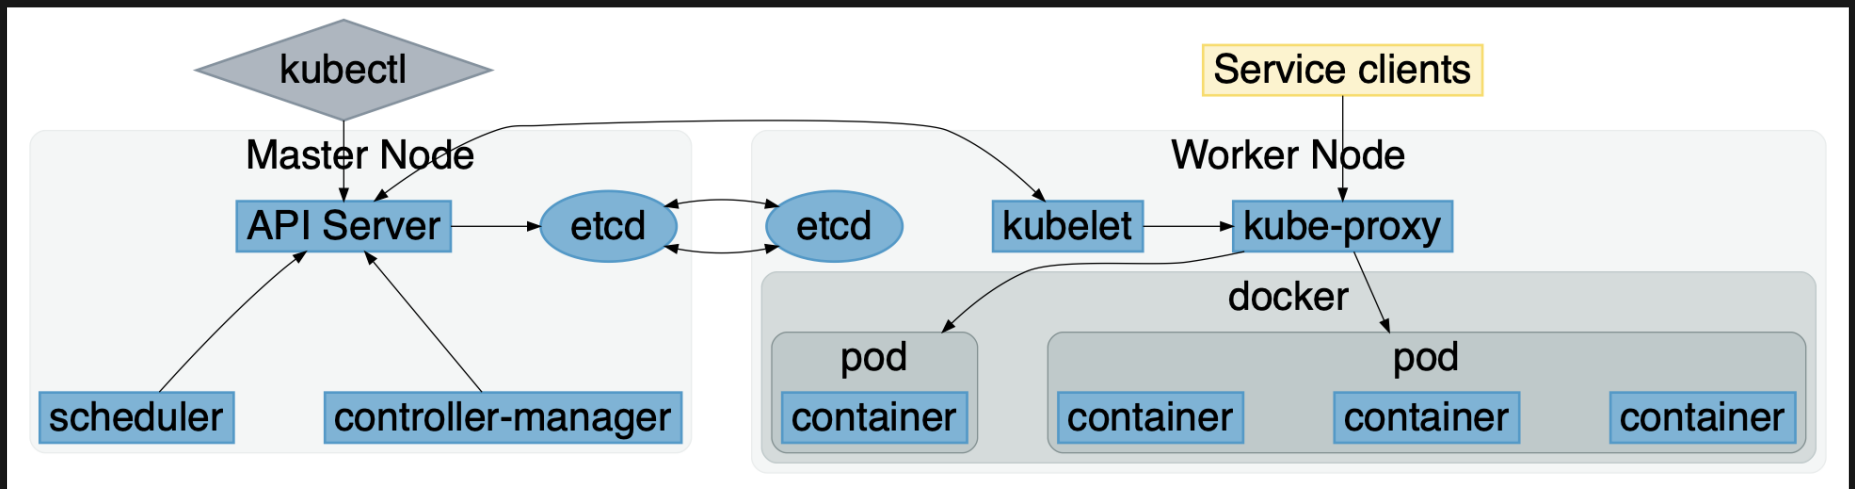 kubectl
Service clients
Master Node
Worker Node
API Server
etcd
etcd
kubelet
kube-proxy
docker
pod
pod
scheduler
controller-manager
container
container
container
container